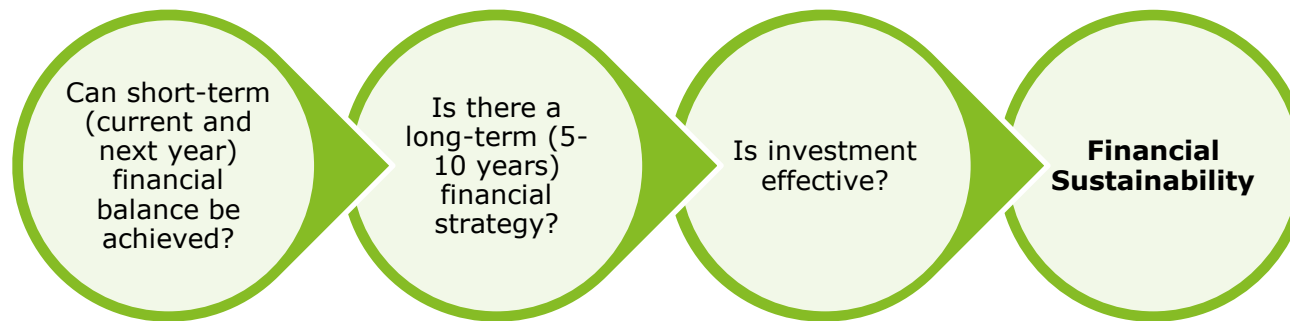 Can short-term
(current and
next year)
financial
balance be
achieved?
Is there a
long-term (5-
10 years)
financial
strategy?
Is investment
effective?
Financial
Sustainability